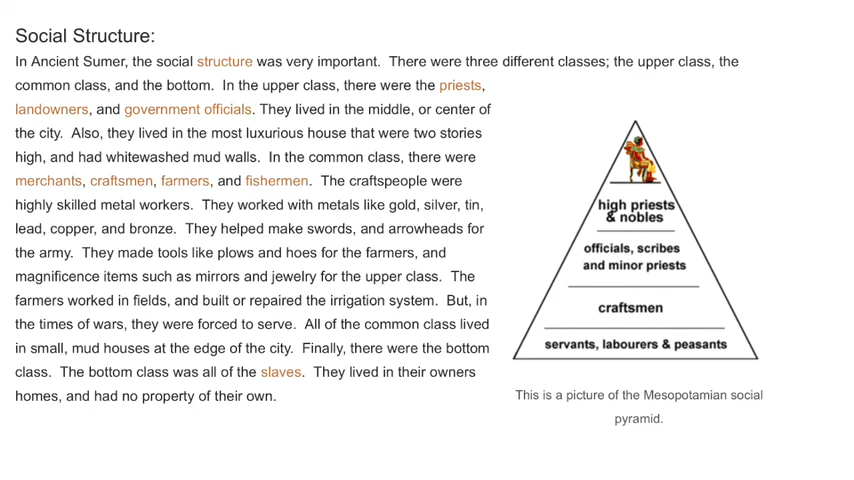 Social Structure:
In Ancient Sumer, the social structure was very important.  There were three different classes; the upper class, the
common class, and the bottom.  In the upper class, there were the priests,
landowners, and government officials. They lived in the middle, or center of
the city.  Also, they lived in the most luxurious house that were two stories
high, and had whitewashed mud walls.  In the common class, there were
merchants, craftsmen, farmers, and fishermen.  The craftspeople were
highly skilled metal workers.  They worked with metals like gold, silver, tin,
lead, copper, and bronze.  They helped make swords, and arrowheads for
the army.  They made tools like plows and hoes for the farmers, and
magnificence items such as mirrors and jewelry for the upper class.  The
farmers worked in fields, and built or repaired the irrigation system.  But, in
the times of wars, they were forced to serve.  All of the common class lived
in small, mud houses at the edge of the city.  Finally, there were the bottom
class.  The bottom class was all of the slaves.  They lived in their owners
homes, and had no property of their own.
high priests
& nobles
officials, scribes
and minor priests
craftsmen
servants, labourers & peasants
This is a picture of the Mesopotamian social
pyramid.